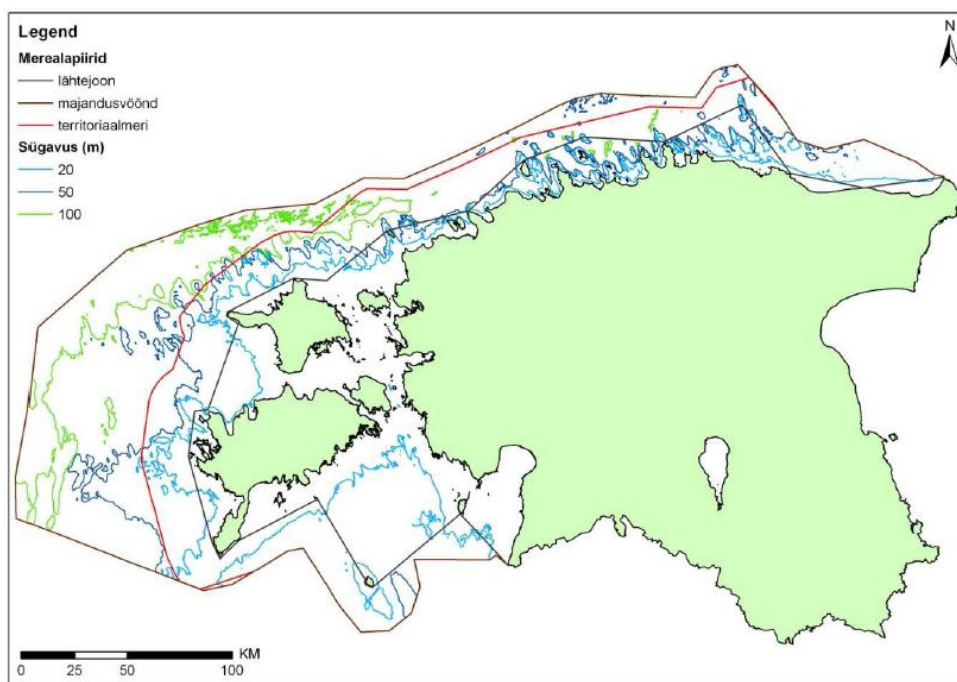 Legend
Merealapiirid
lähtejoon
majandusvöönd
territoriaalmeri
Sügavus (m)
20
50
100
N
KM
0 25 50 100